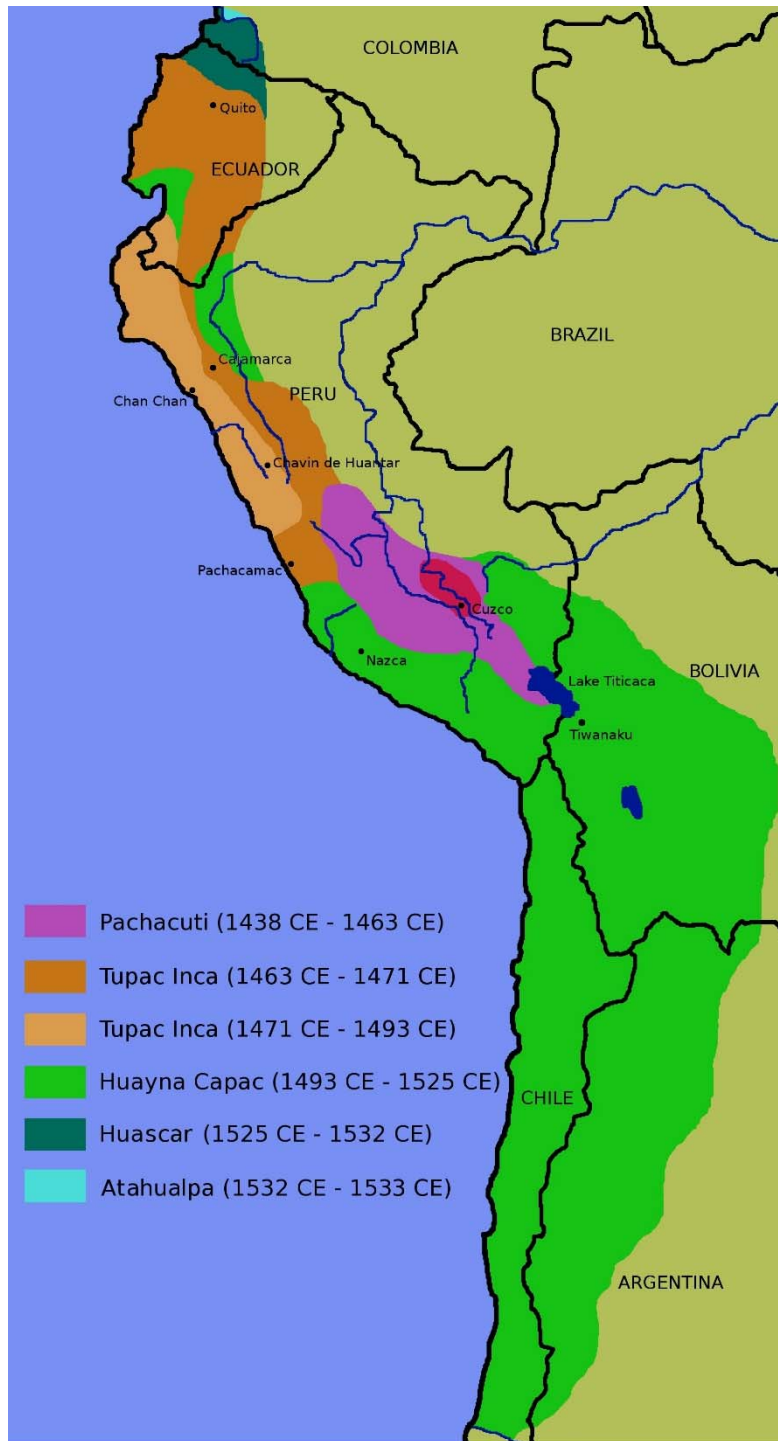 COLOMBIA
Quito
ECUADOR
BRAZIL
Cajamarca
PERU
Chan Chan
Chavin de Huantar
Pachacamac
Cuzco
Nazca
Lake Titicaca
BOLIVIA
Tiwanaku
Pachacuti (1438 CE - 1463 CE)
Tupac Inca (1463 CE - 1471 CE)
Tupac Inca (1471 CE - 1493 CE)
Huayna Capac (1493 CE - 1525 CE)
CHILE
Huascar (1525 CE - 1532 CE)
Atahualpa (1532 CE - 1533 CE)
ARGENTINA